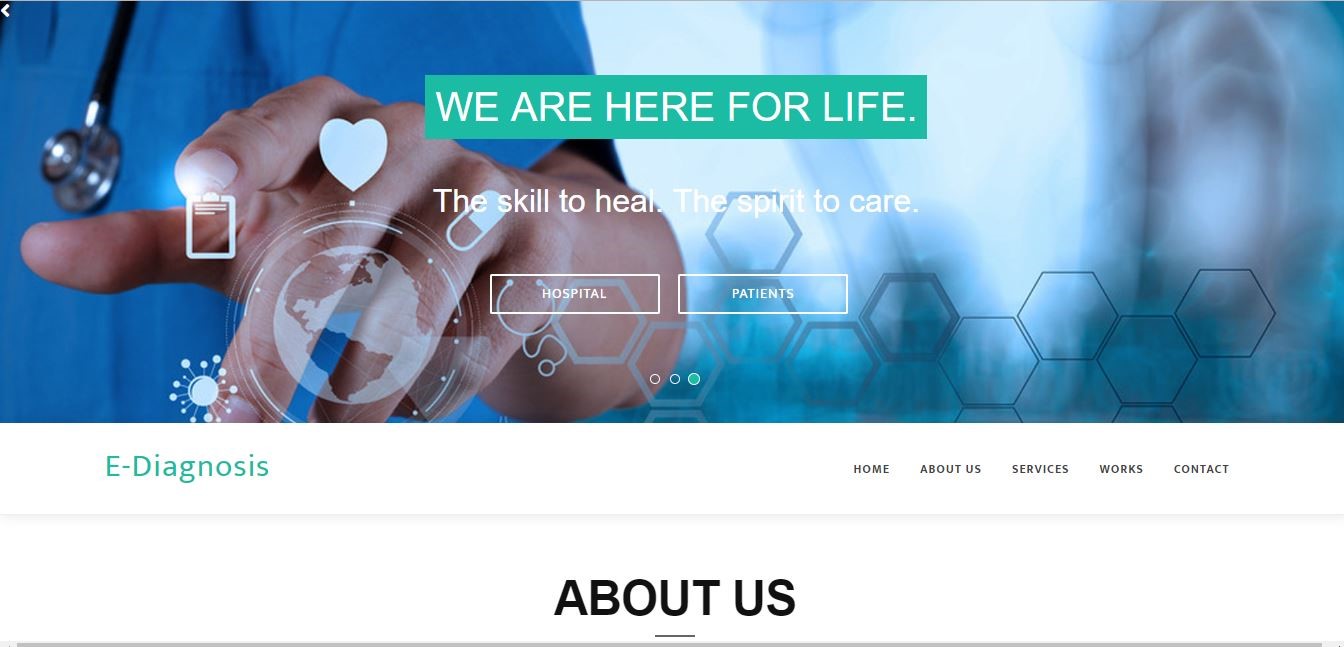 WE ARE HERE FOR LIFE.
The skill to heal. The spirit to care.
HOSPITAL PATIENTS
E-Diagnosis
HOME ABOUT US SERVICES WORKS CONTACT
ABOUT US